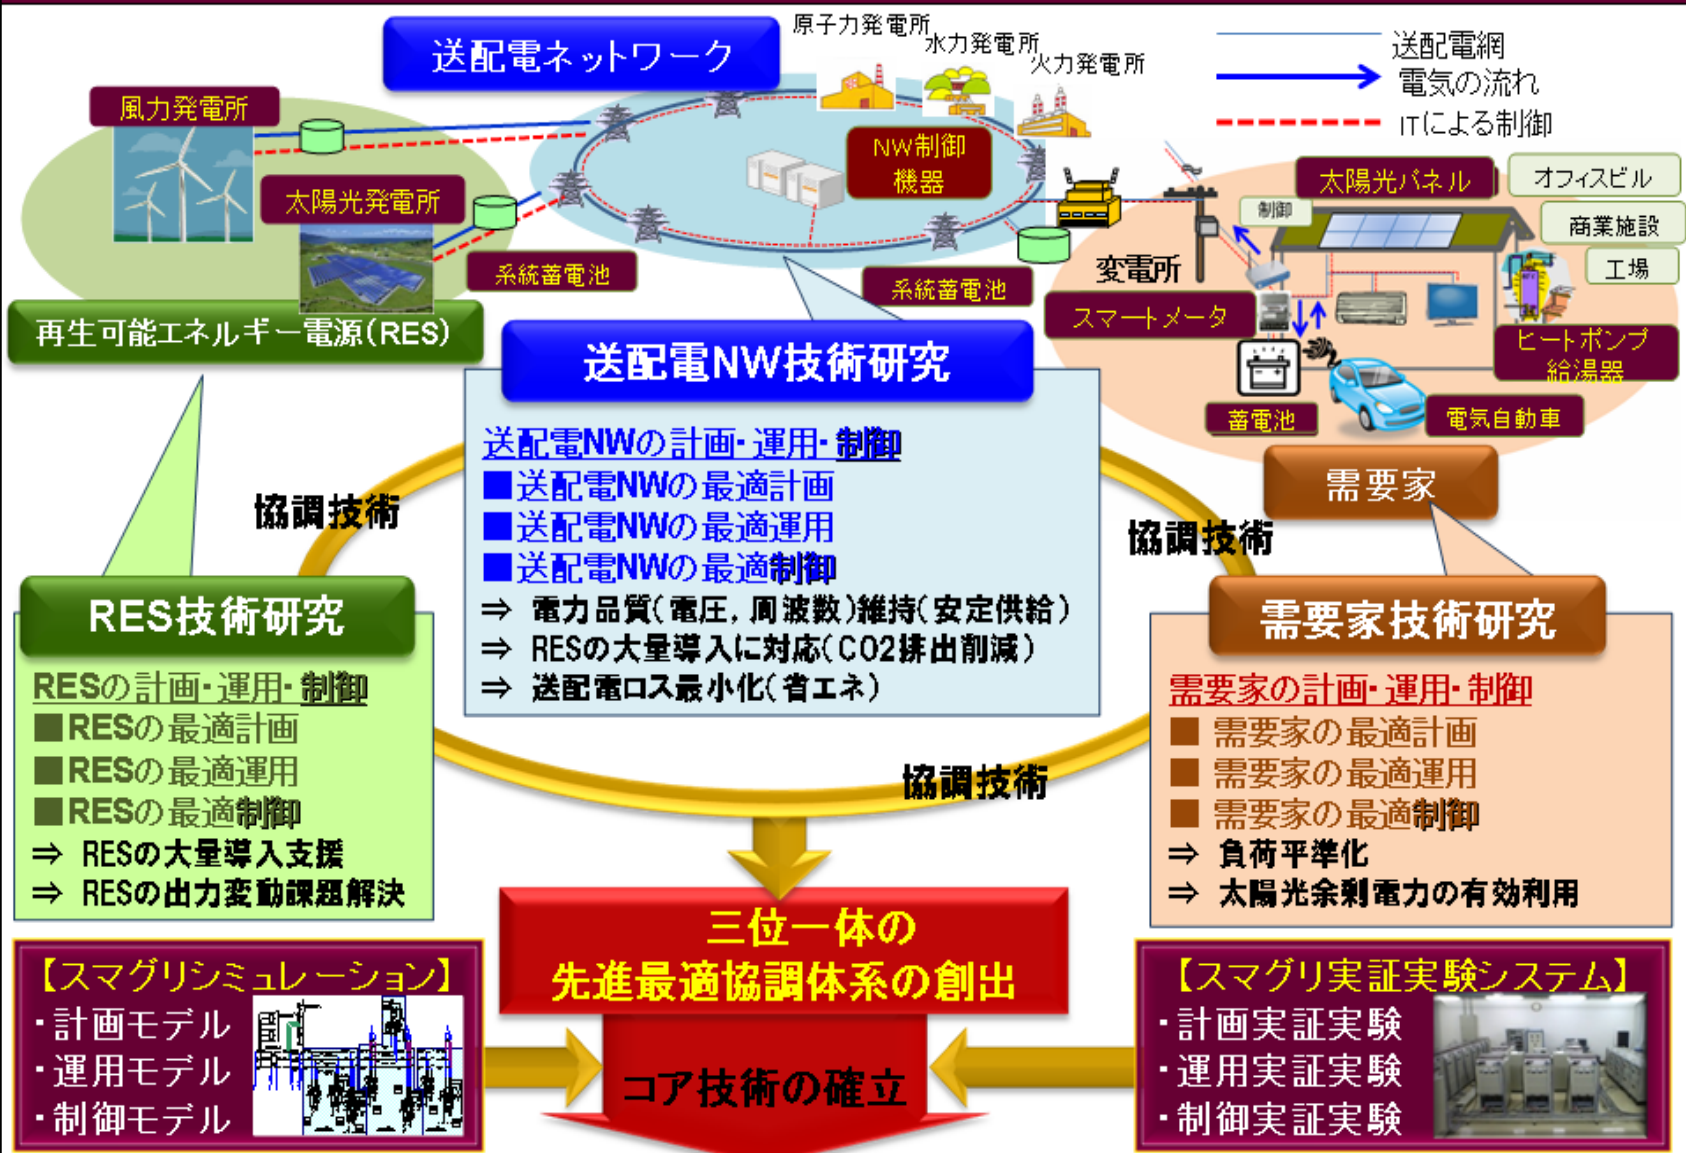 送配電ネットワーク
原子力発電所
水力発電所
火力発電所
送配電網
電気の流れ
ITによる制御
風力発電所
太陽光発電所
系統蓄電池
再生可能エネルギー電源(RES)
NW制御
機器
系統蓄電池
変電所
太陽光パネル
オフィスビル
商業施設
工場
制御
スマートメータ
ヒートポンプ
給湯器
蓄電池
電気自動車
需要家
送配電NW技術研究
送配電NWの計画・運用・制御
■送配電NWの最適計画
■送配電NWの最適運用
■送配電NWの最適制御
⇒ 電力品質(電圧，周波数)維持(安定供給)
⇒ RESの大量導入に対応(CO2排出削減)
⇒ 送配電ロス最小化(省エネ)
協調技術
協調技術
協調技術
RES技術研究
RESの計画・運用・制御
■RESの最適計画
■RESの最適運用
■RESの最適制御
⇒ RESの大量導入支援
⇒ RESの出力変動課題解決
需要家技術研究
需要家の計画・運用・制御
■ 需要家の最適計画
■ 需要家の最適運用
■ 需要家の最適制御
⇒ 負荷平準化
⇒ 太陽光余剰電力の有効利用
三位一体の
先進最適協調体系の創出
コア技術の確立
【スマグリシミュレーション】
・計画モデル
・運用モデル
・制御モデル
【スマグリ実証実験システム】
・計画実証実験
・運用実証実験
・制御実証実験